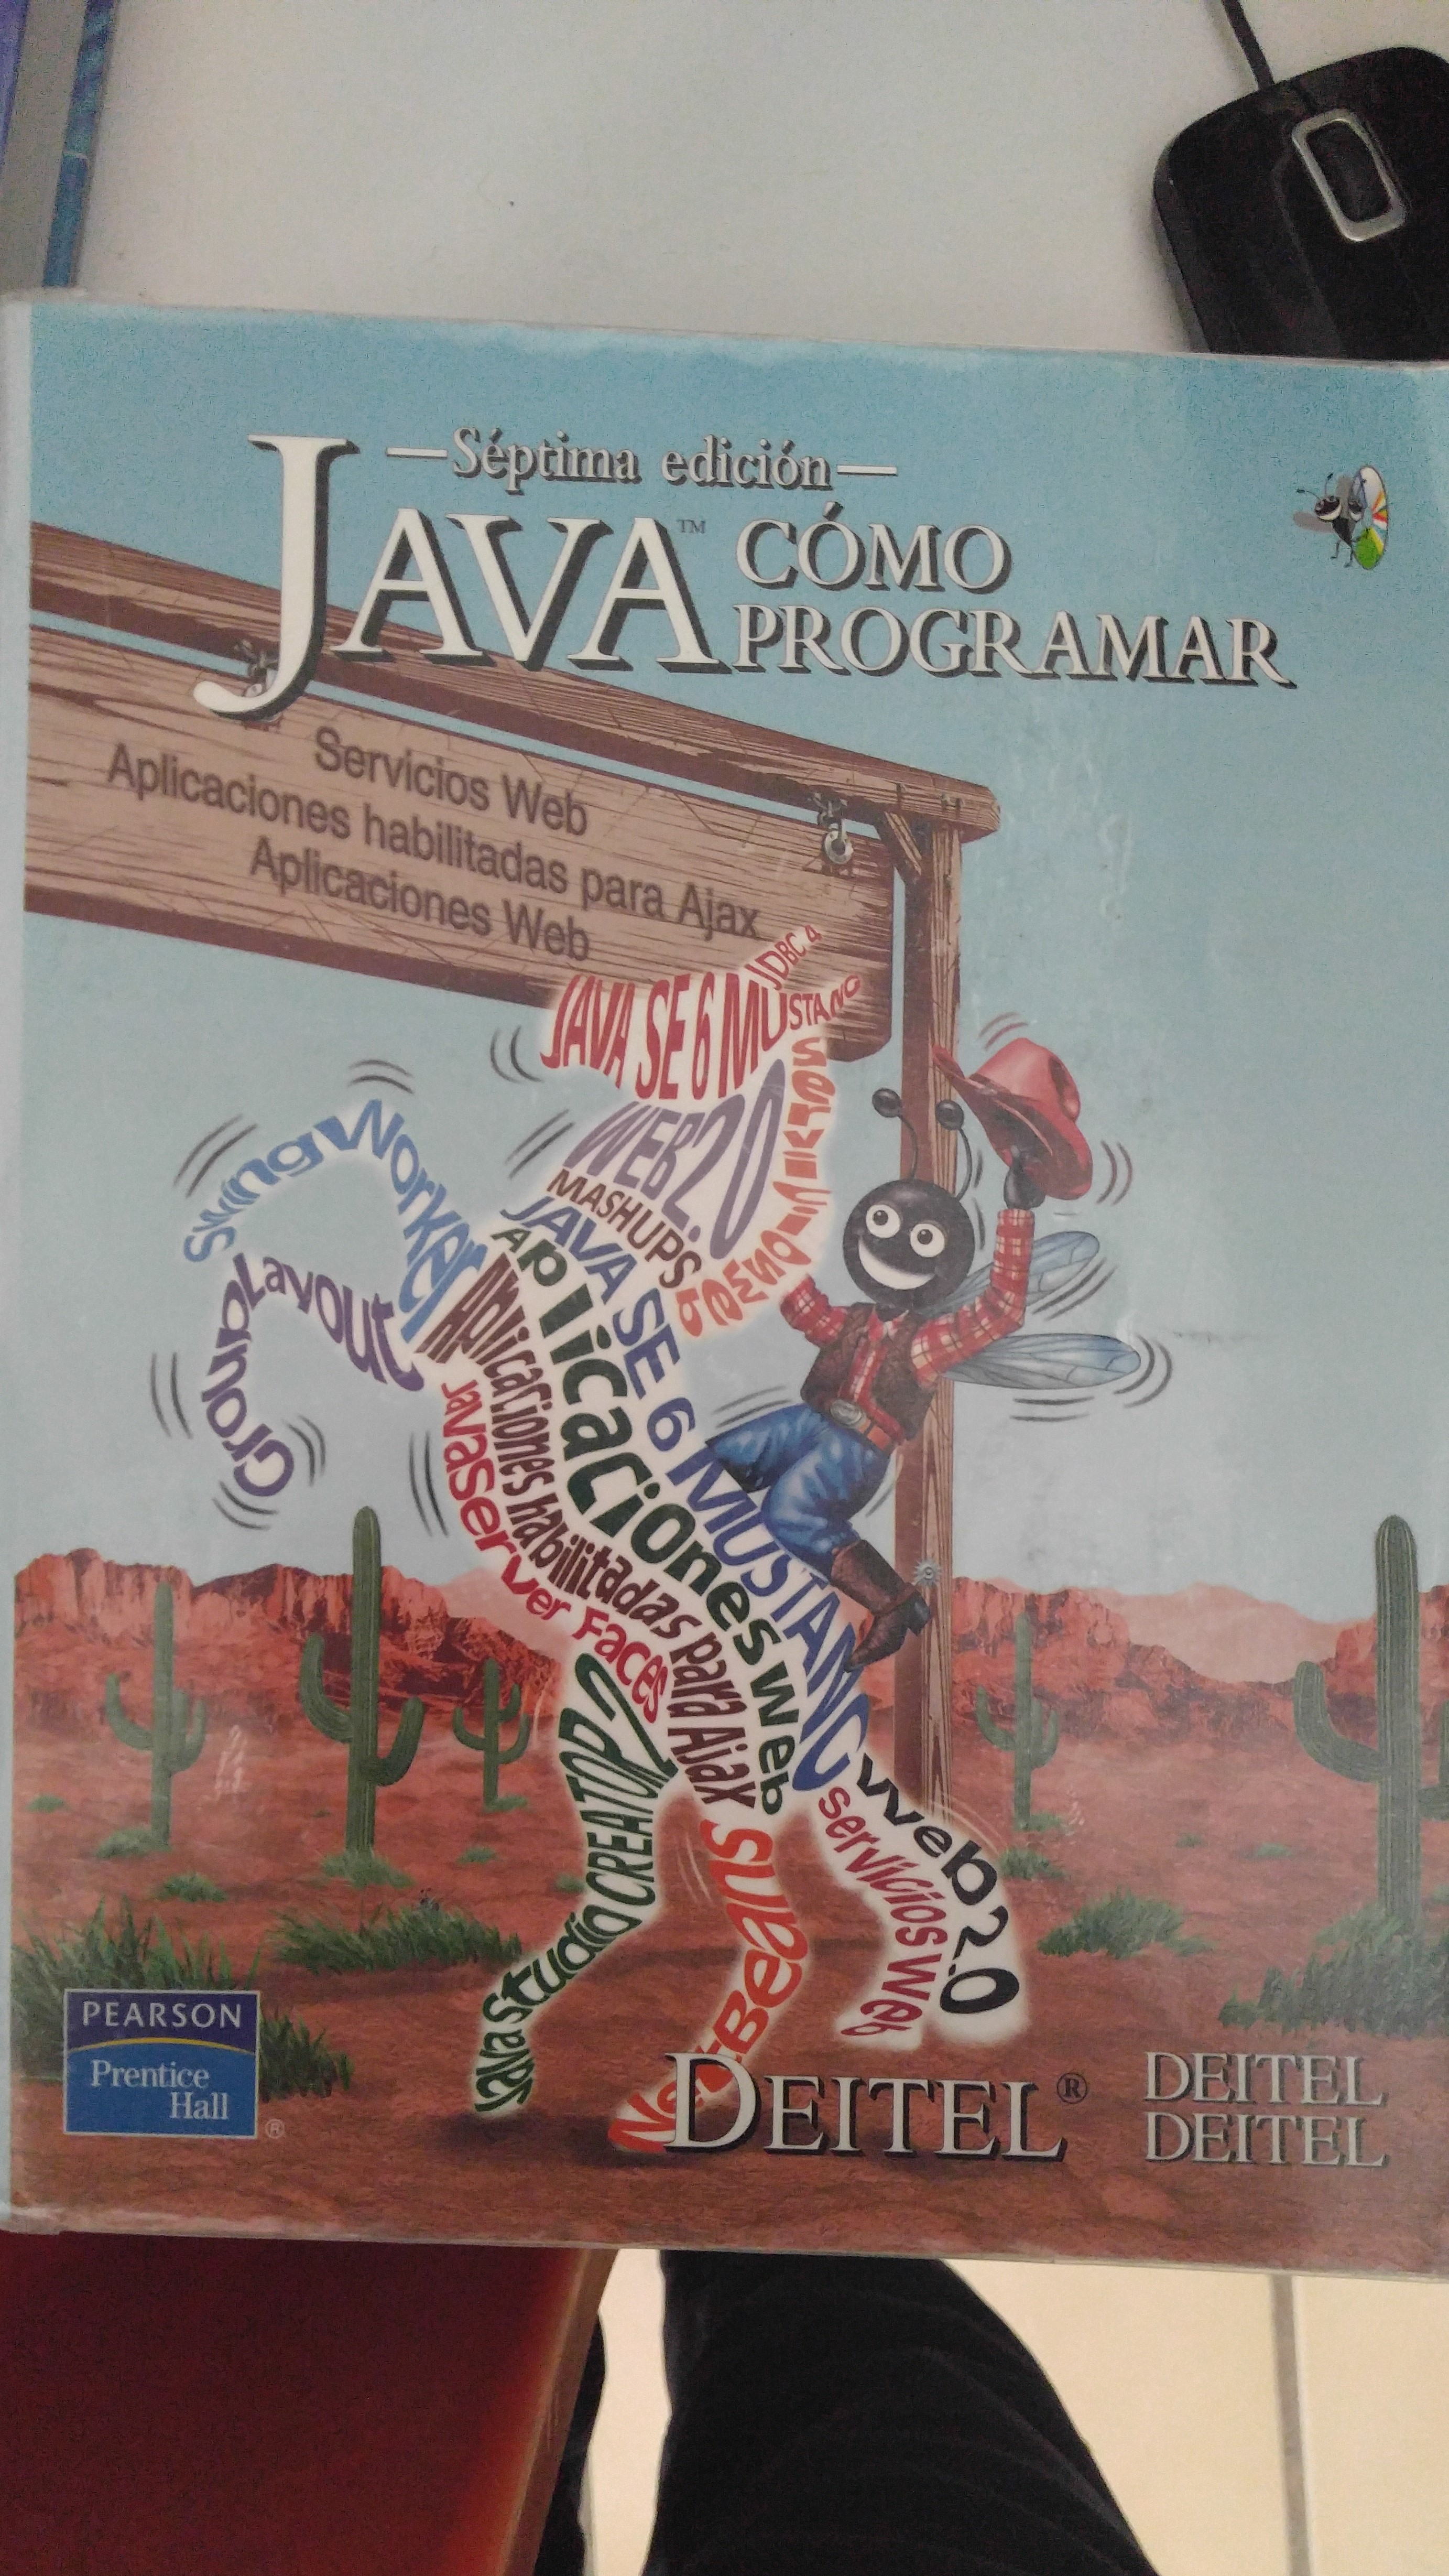 Séptima edición
JAVA™ CÓMO
PROGRAMAR
Servicios Web
Aplicaciones habilitadas para Ajax
Aplicaciones Web
JDBC 4
JAVA SE 6 MUSTANG
WEB 2.0
MASHUPS
JAVA SE 6 MUSTANG
Aplicaciones web
Aplicaciones habilitadas para Ajax
JavaServer Faces
Swing Worker
GroupLayout
Java Studio CREATOR 2
NetBeans
servicios web
web 2.0
PEARSON
Prentice
Hall
®
DEITEL®
DEITEL
DEITEL